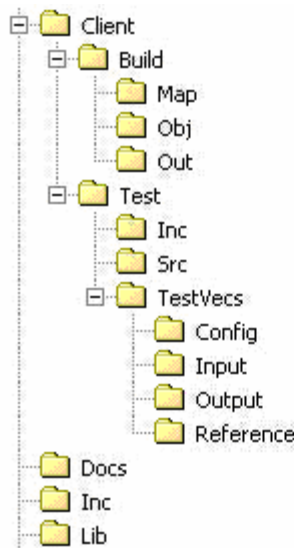 Client
Build
Map
Obj
Out
Test
Inc
Src
TestVecs
Config
Input
Output
Reference
Docs
Inc
Lib